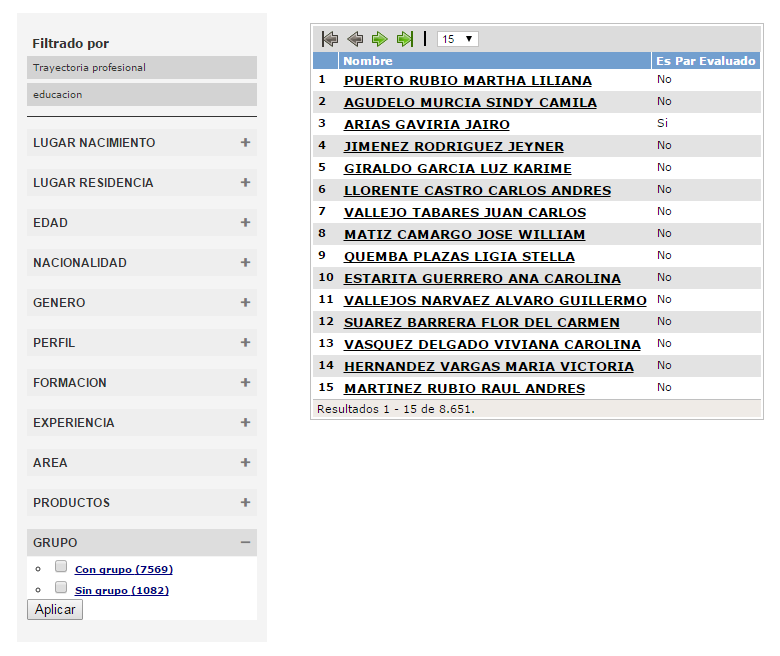 Filtrado por
Trayectoria profesional
educacion
LUGAR NACIMIENTO +
LUGAR RESIDENCIA +
EDAD +
NACIONALIDAD +
GENERO +
PERFIL +
FORMACION +
EXPERIENCIA +
AREA +
PRODUCTOS +
GRUPO −
Con grupo (7569)
Sin grupo (1082)
Aplicar
15
Nombre Es Par Evaluado
1 PUERTO RUBIO MARTHA LILIANA No
2 AGUDELO MURCIA SINDY CAMILA No
3 ARIAS GAVIRIA JAIRO Si
4 JIMENEZ RODRIGUEZ JEYNER No
5 GIRALDO GARCIA LUZ KARIME No
6 LLORENTE CASTRO CARLOS ANDRES No
7 VALLEJO TABARES JUAN CARLOS No
8 MATIZ CAMARGO JOSE WILLIAM No
9 QUEMBA PLAZAS LIGIA STELLA No
10 ESTARITA GUERRERO ANA CAROLINA No
11 VALLEJOS NARVAEZ ALVARO GUILLERMO No
12 SUAREZ BARRERA FLOR DEL CARMEN No
13 VASQUEZ DELGADO VIVIANA CAROLINA No
14 HERNANDEZ VARGAS MARIA VICTORIA No
15 MARTINEZ RUBIO RAUL ANDRES No
Resultados 1 - 15 de 8.651.